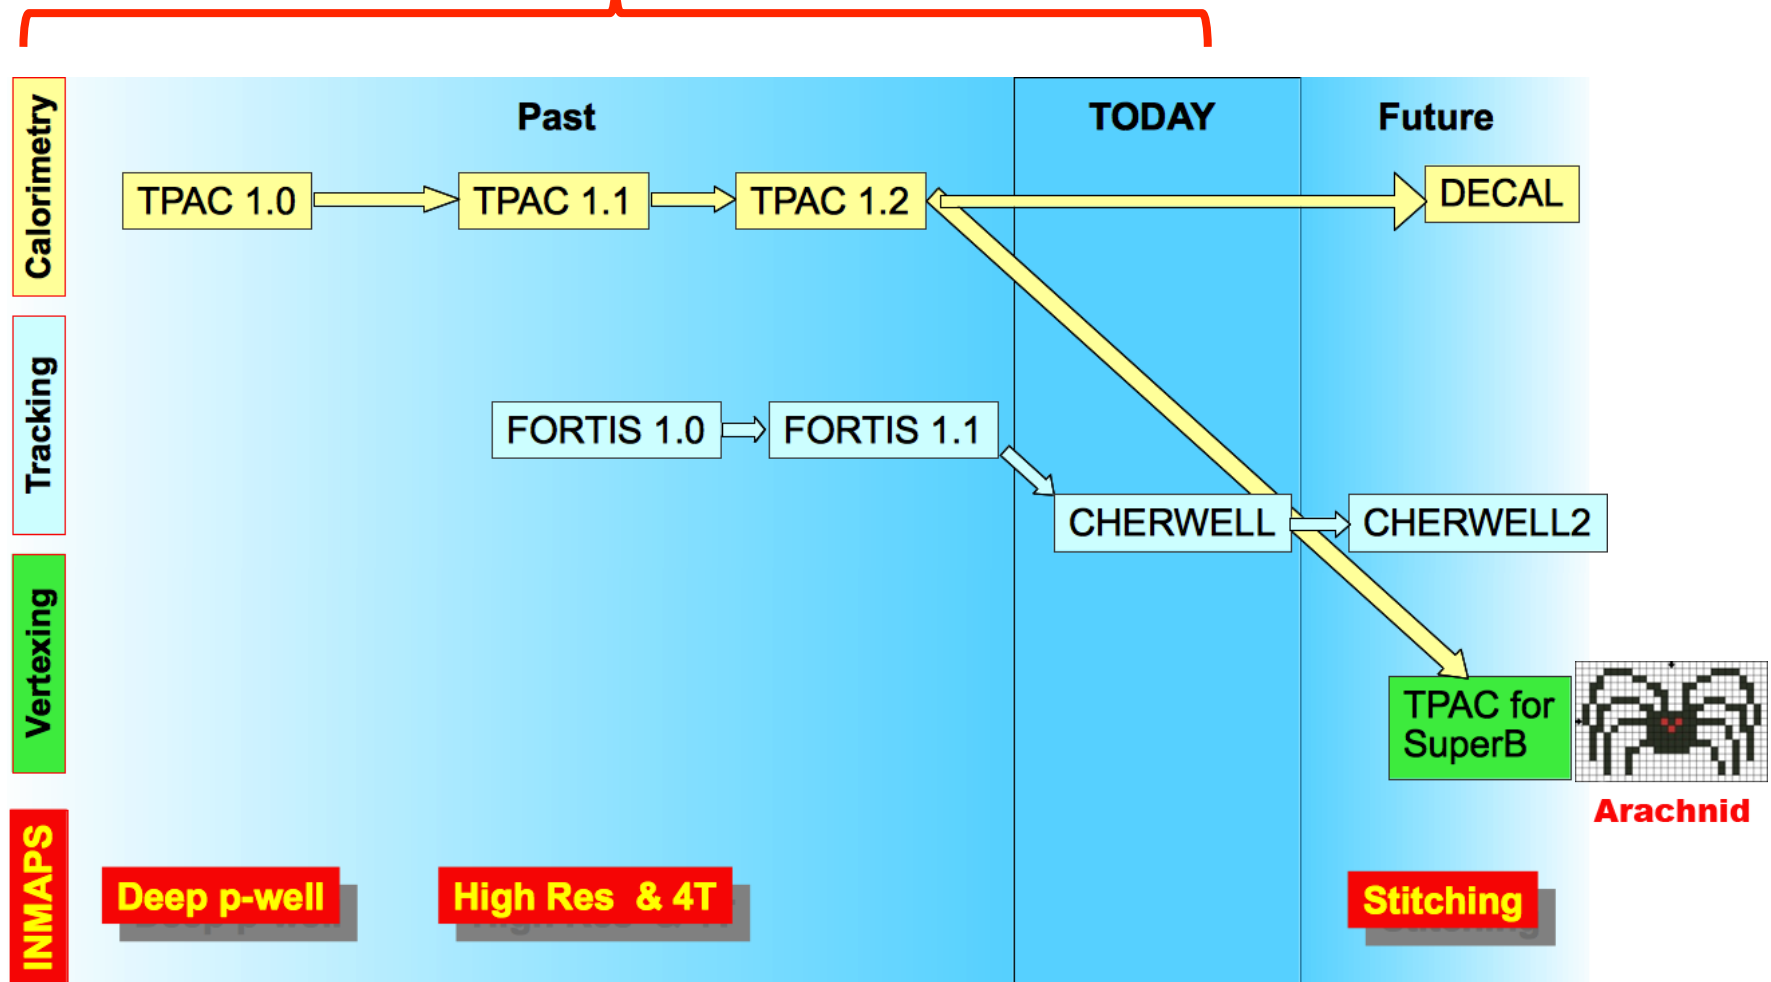 Past
TODAY
Future
Calorimetry
TPAC 1.0
TPAC 1.1
TPAC 1.2
DECAL
Tracking
FORTIS 1.0
FORTIS 1.1
CHERWELL
CHERWELL2
Vertexing
TPAC for
SuperB
Arachnid
INMAPS
Deep p-well
High Res & 4T
Stitching